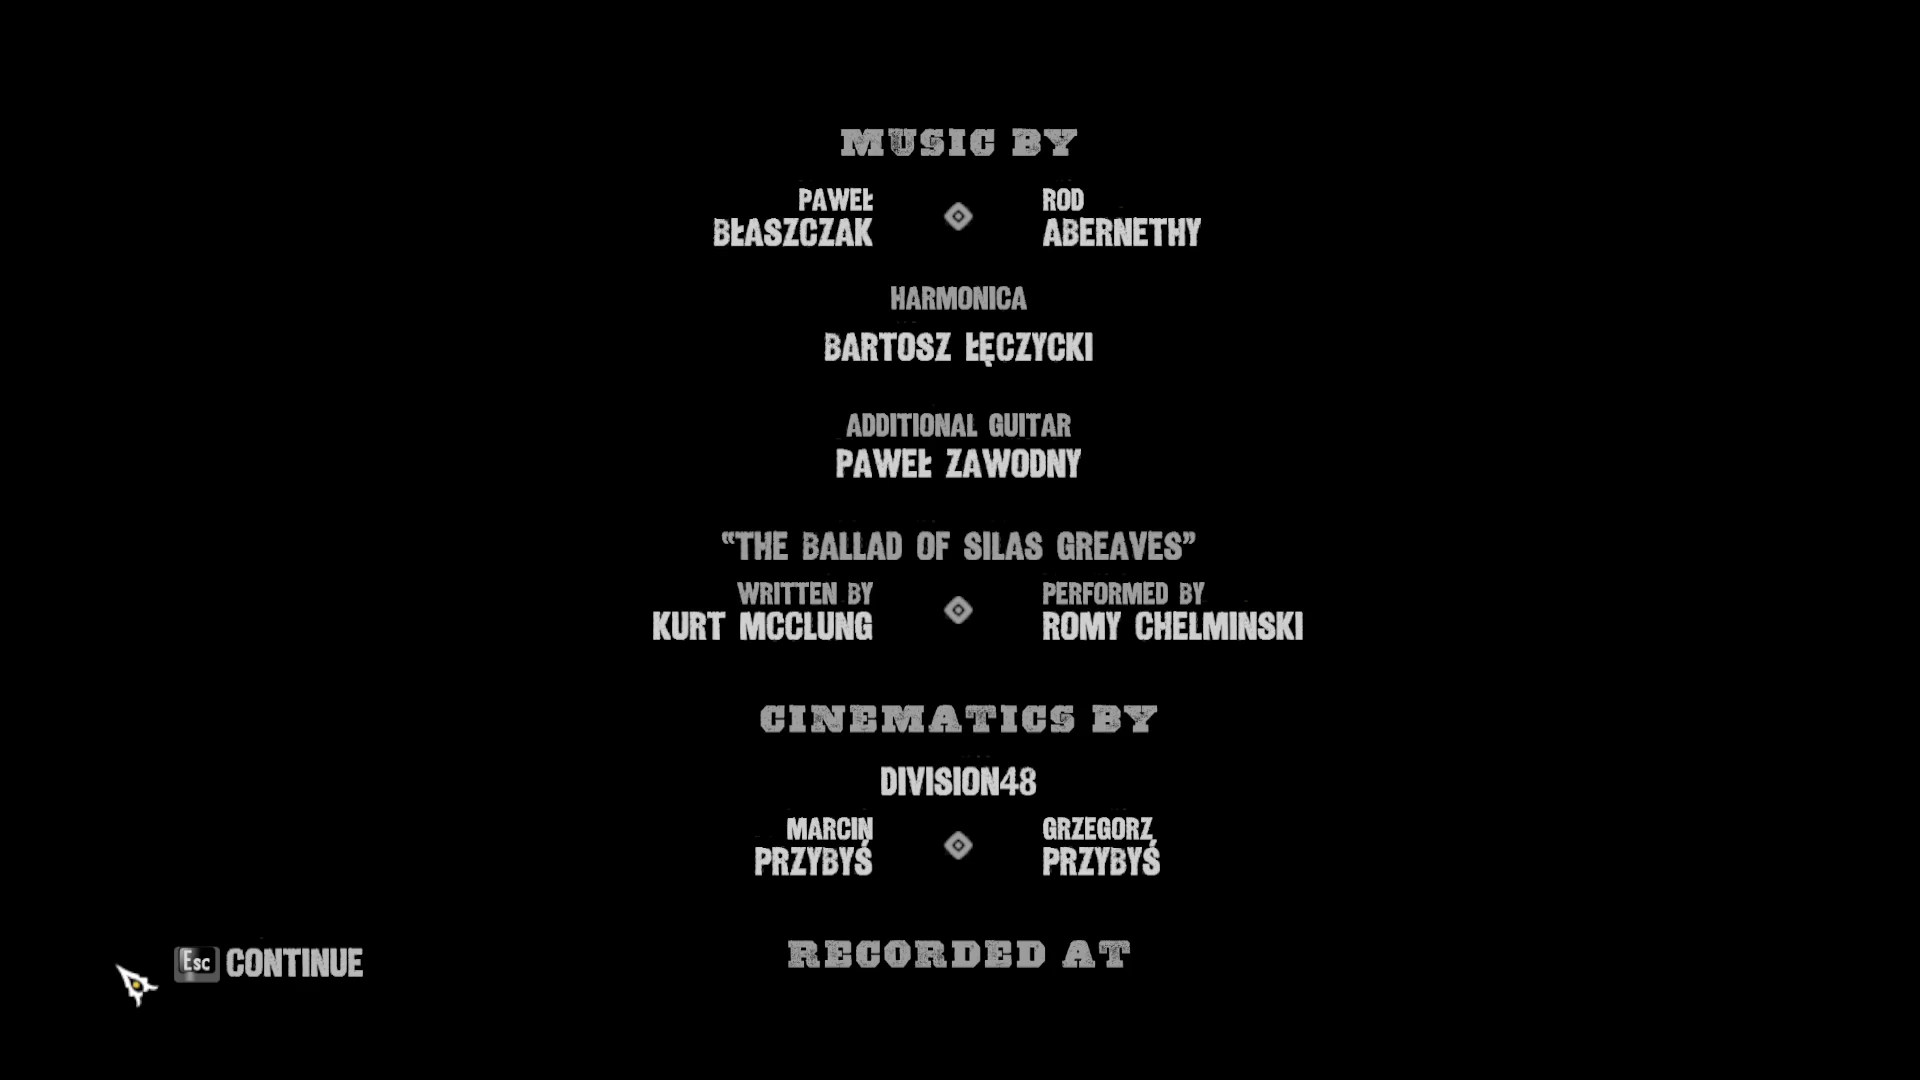 MUSIC BY
PAWEŁ
BŁASZCZAK
ROD
ABERNETHY
HARMONICA
BARTOSZ ŁĘCZYCKI
ADDITIONAL GUITAR
PAWEŁ ZAWODNY
“THE BALLAD OF SILAS GREAVES”
WRITTEN BY
KURT MCCLUNG
PERFORMED BY
ROMY CHELMINSKI
CINEMATICS BY
DIVISION48
MARCIN
PRZYBYŚ
GRZEGORZ
PRZYBYŚ
RECORDED AT
Esc CONTINUE